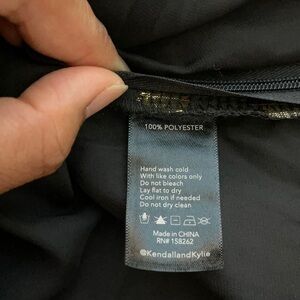 100% POLYESTER
Hand wash cold
With like colors only
Do not bleach
Lay flat to dry
Cool iron if needed
Do not dry clean
Made in CHINA
RN# 158262
@KendallandKylie